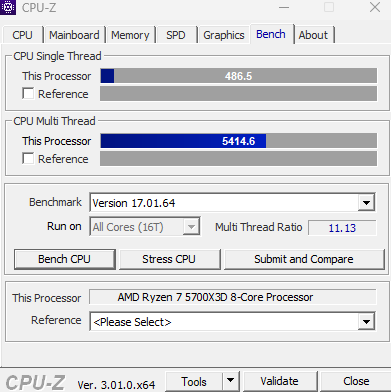 CPU-Z
CPU Mainboard Memory SPD Graphics Bench About
CPU Single Thread
This Processor 486.5
Reference
CPU Multi Thread
This Processor 5414.6
Reference
Benchmark Version 17.01.64
Run on All Cores (16T) Multi Thread Ratio 11.13
Bench CPU Stress CPU Submit and Compare
This Processor AMD Ryzen 7 5700X3D 8-Core Processor
Reference <Please Select>
CPU-Z Ver. 3.01.0.x64 Tools Validate Close